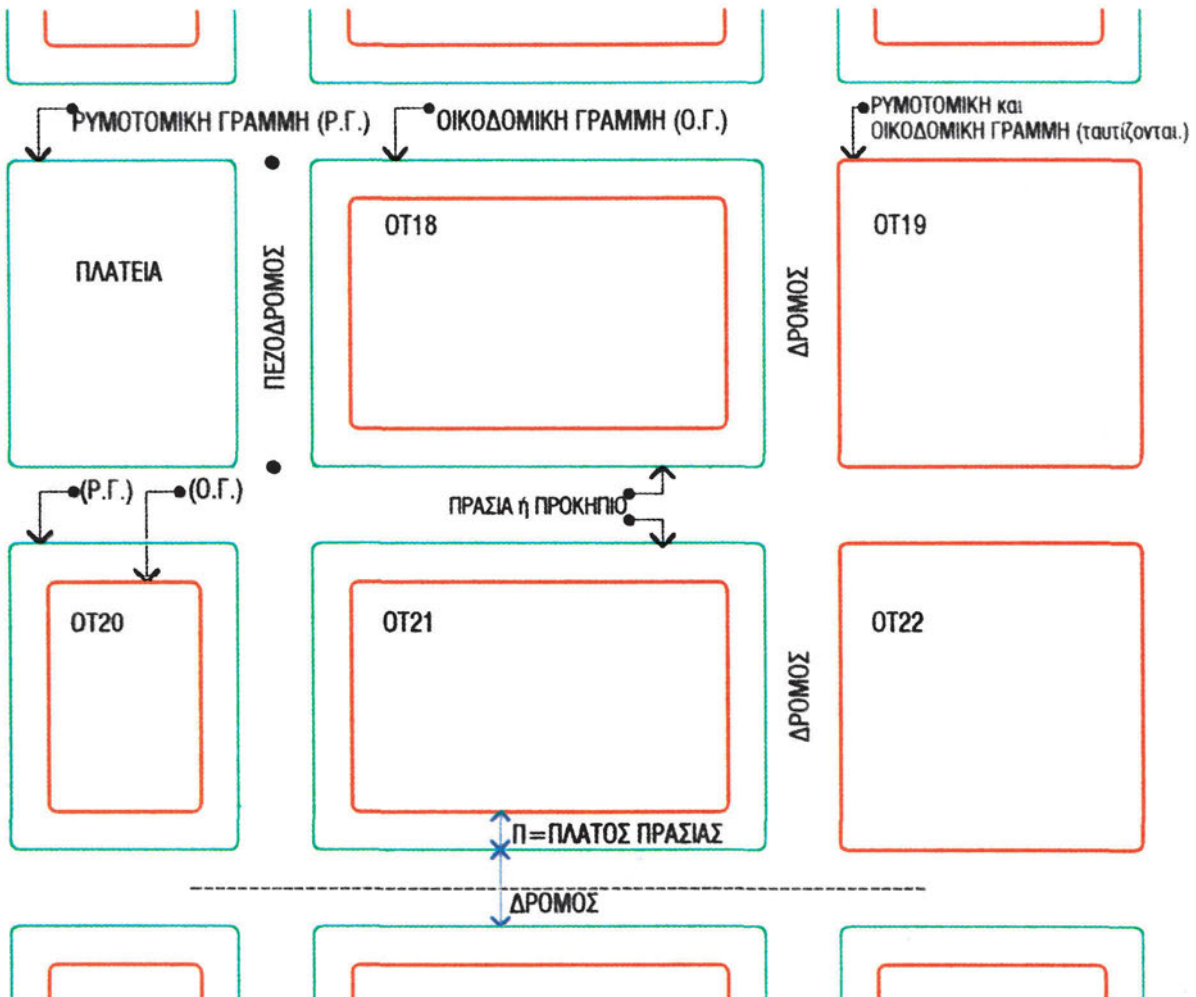 ΡΥΜΟΤΟΜΙΚΗ ΓΡΑΜΜΗ (Ρ.Γ.)
ΟΙΚΟΔΟΜΙΚΗ ΓΡΑΜΜΗ (Ο.Γ.)
ΡΥΜΟΤΟΜΙΚΗ και
ΟΙΚΟΔΟΜΙΚΗ ΓΡΑΜΜΗ (ταυτίζονται.)
ΠΛΑΤΕΙΑ
ΠΕΖΟΔΡΟΜΟΣ
ΟΤ18
ΔΡΟΜΟΣ
ΟΤ19
(Ρ.Γ.)
(Ο.Γ.)
ΠΡΑΣΙΑ ή ΠΡΟΚΗΠΙΟ
ΟΤ20
ΟΤ21
ΔΡΟΜΟΣ
ΟΤ22
Π=ΠΛΑΤΟΣ ΠΡΑΣΙΑΣ
ΔΡΟΜΟΣ